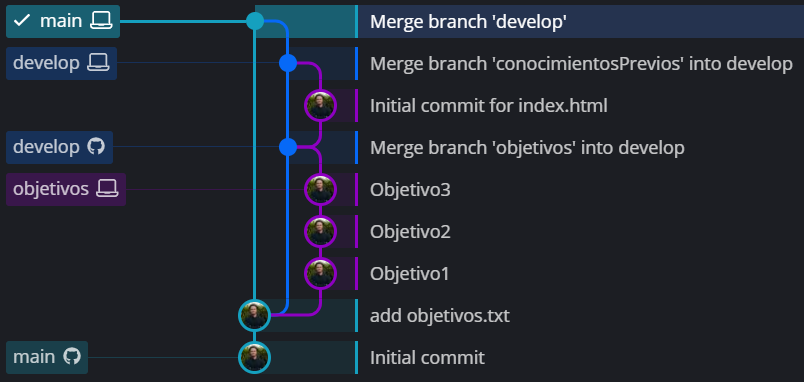 main Merge branch 'develop'
develop Merge branch 'conocimientosPrevios' into develop
Initial commit for index.html
develop Merge branch 'objetivos' into develop
objetivos Objetivo3
Objetivo2
Objetivo1
add objetivos.txt
main Initial commit